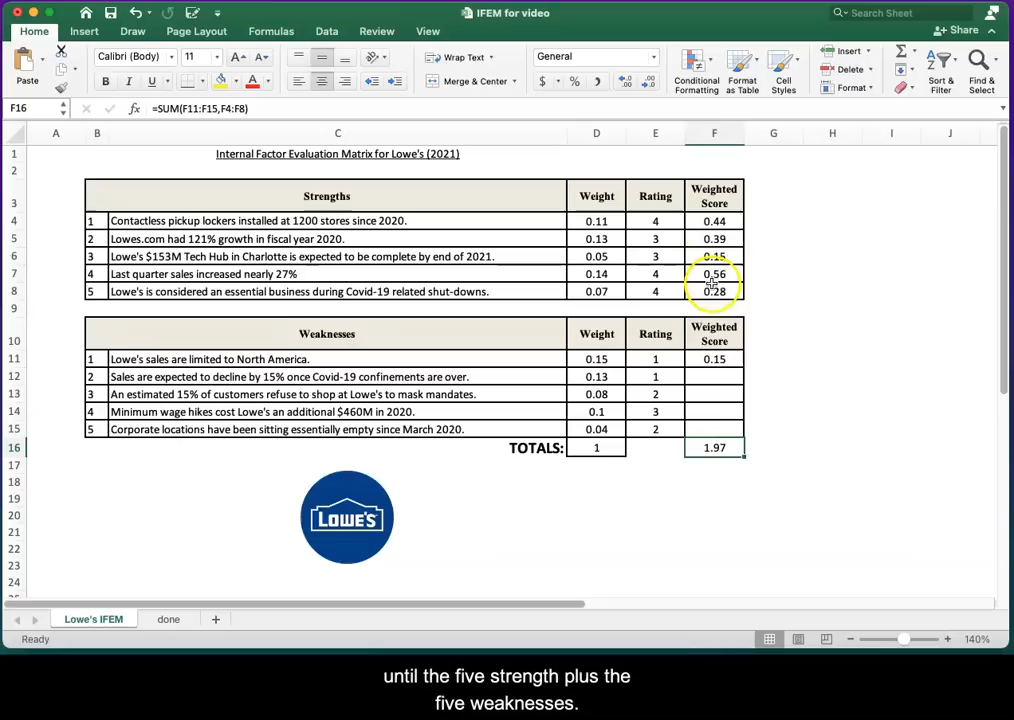 IFEM for video
Search Sheet
Home Insert Draw Page Layout Formulas Data Review View Share
Calibri (Body) 11 Wrap Text General Insert
Paste B I U A Merge & Center $ % Conditional Formatting Format as Table Cell Styles Delete Format Sort & Filter Find & Select
F16 fx =SUM(F11:F15,F4:F8)
A B C D E F G H I J
1 Internal Factor Evaluation Matrix for Lowe's (2021)
2
3 Strengths Weight Rating Weighted Score
4 1 Contactless pickup lockers installed at 1200 stores since 2020. 0.11 4 0.44
5 2 Lowes.com had 121% growth in fiscal year 2020. 0.13 3 0.39
6 3 Lowe's $153M Tech Hub in Charlotte is expected to be complete by end of 2021. 0.05 3 0.15
7 4 Last quarter sales increased nearly 27% 0.14 4 0.56
8 5 Lowe's is considered an essential business during Covid-19 related shut-downs. 0.07 4 0.28
9
10 Weaknesses Weight Rating Weighted Score
11 1 Lowe's sales are limited to North America. 0.15 1 0.15
12 2 Sales are expected to decline by 15% once Covid-19 confinements are over. 0.13 1
13 3 An estimated 15% of customers refuse to shop at Lowe's to mask mandates. 0.08 2
14 4 Minimum wage hikes cost Lowe's an additional $460M in 2020. 0.1 3
15 5 Corporate locations have been sitting essentially empty since March 2020. 0.04 2
16 TOTALS: 1 1.97
17
18
19
20 LOWE'S
21
22
23
24
Lowe's IFEM done +
Ready 140%
until the five strength plus the
five weaknesses.